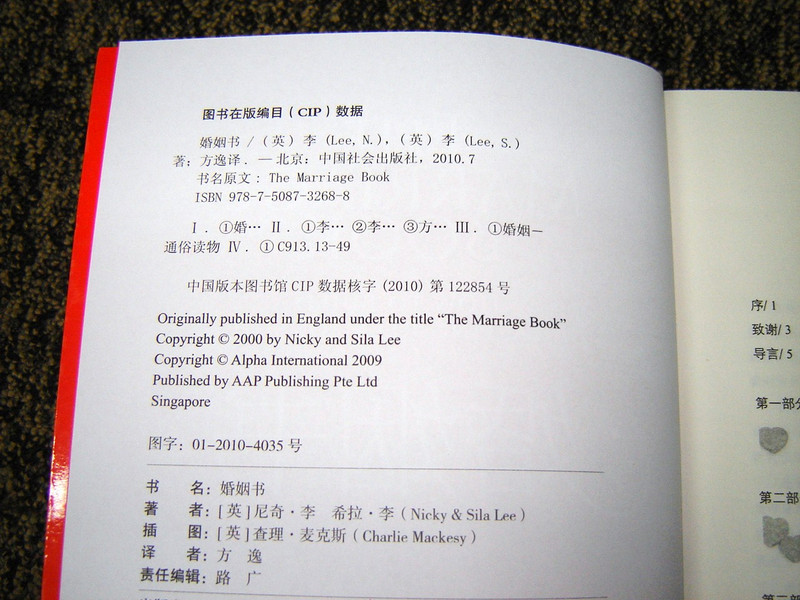 图书在版编目（CIP）数据
婚姻书 /（英）李 (Lee, N.),（英）李 (Lee, S.)
著；方逸译. —北京：中国社会出版社，2010.7
书名原文：The Marriage Book
ISBN 978-7-5087-3268-8
Ⅰ. ①婚… Ⅱ. ①李… ②李… ③方… Ⅲ. ①婚姻—
通俗读物 Ⅳ. ①C913.13-49
中国版本图书馆CIP数据核字（2010）第 122854 号
Originally published in England under the title “The Marriage Book”
Copyright © 2000 by Nicky and Sila Lee
Copyright © Alpha International 2009
Published by AAP Publishing Pte Ltd
Singapore
图字：01-2010-4035 号
书 名：婚姻书
著 者：[英]尼奇·李 希拉·李（Nicky & Sila Lee）
插 图：[英]查理·麦克斯（Charlie Mackesy）
译 者：方 逸
责任编辑：路 广
序/ 1
致谢/ 3
导言/ 5
第一部分
第二部